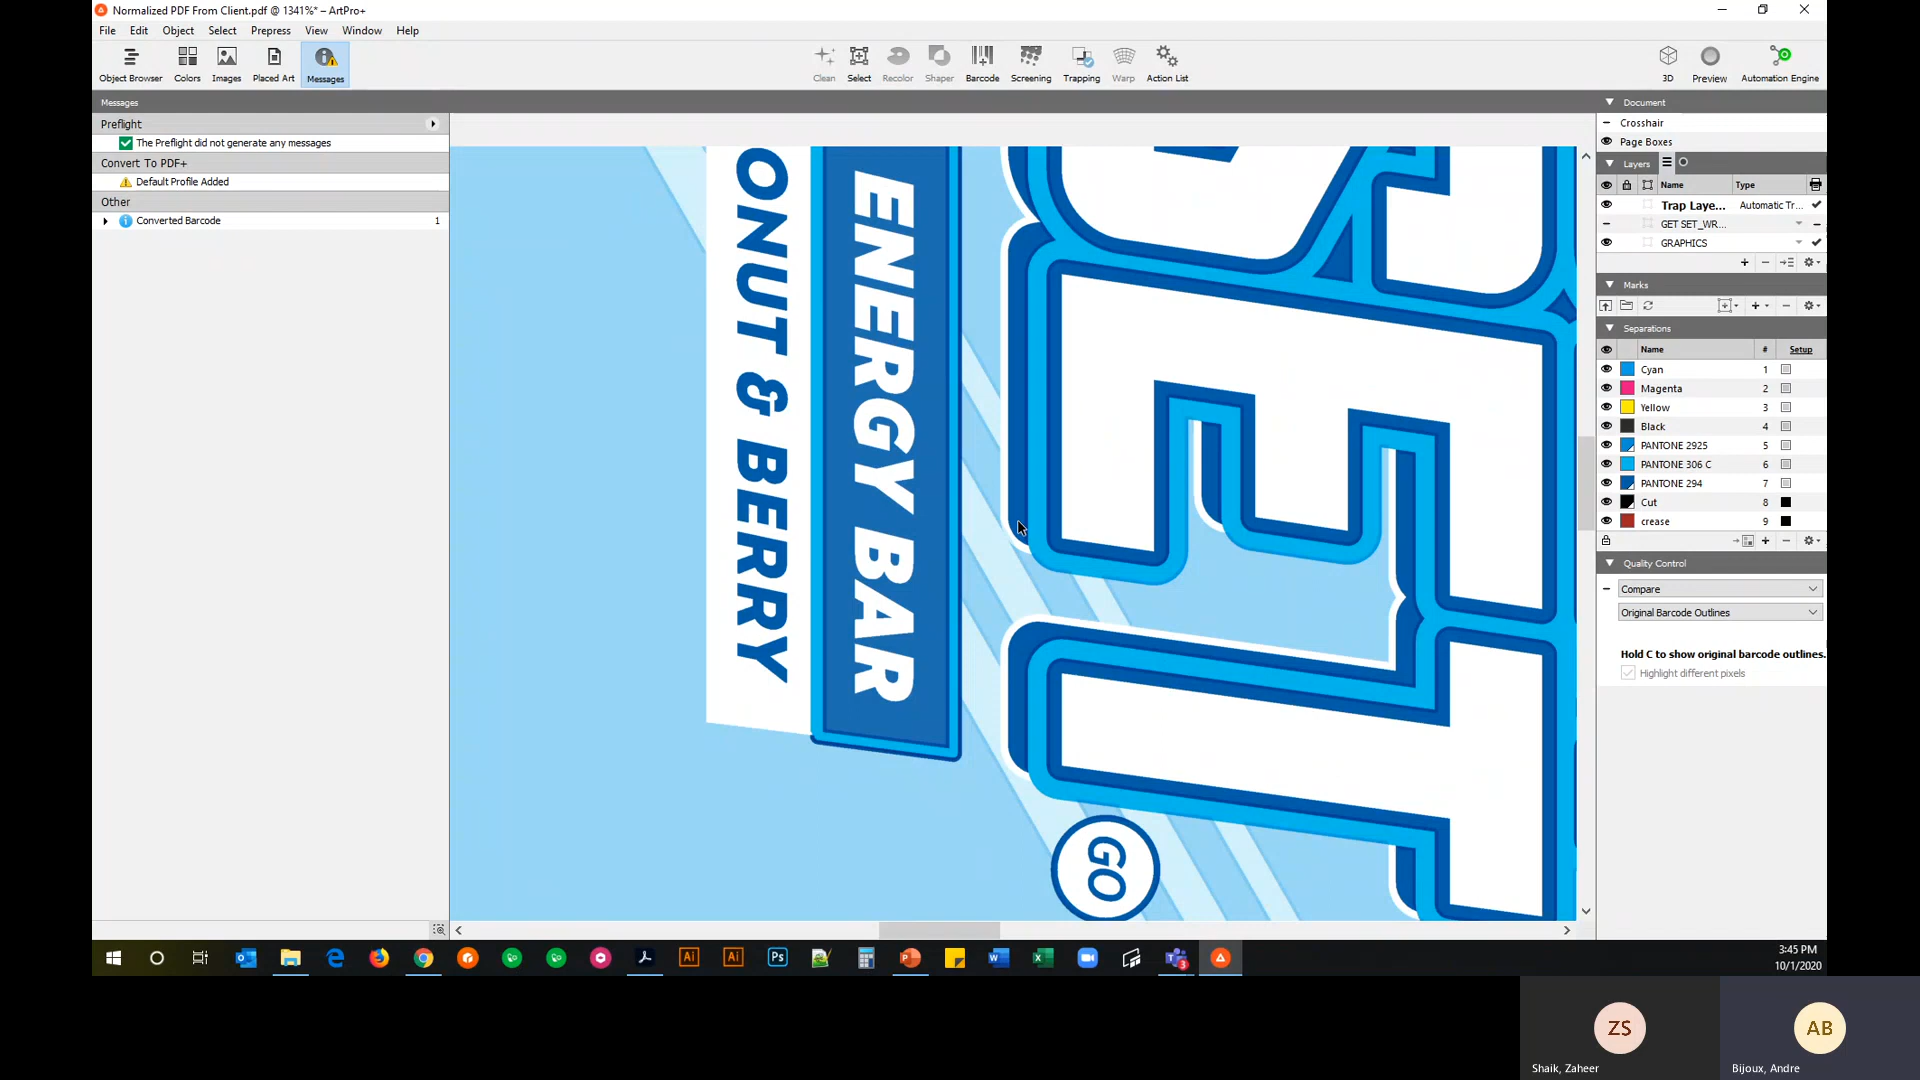 Normalized PDF From Client.pdf @ 1341%* – ArtPro+
File Edit Object Select Prepress View Window Help
Object Browser Colors Images Placed Art Messages Clean Select Recolor Shaper Barcode Screening Trapping Warp Action List 3D Preview Automation Engine
Messages
Preflight
The Preflight did not generate any messages
Convert To PDF+
Default Profile Added
Other
Converted Barcode 1
ONUT & BERRY
ENERGY BAR
ET
GO
Document
Crosshair
Page Boxes
Layers
Name Type
Trap Laye... Automatic Tr...
GET SET_WR...
GRAPHICS
Marks
Separations
Name # Setup
Cyan 1
Magenta 2
Yellow 3
Black 4
PANTONE 2925 5
PANTONE 306 C 6
PANTONE 294 7
Cut 8
crease 9
Quality Control
Compare
Original Barcode Outlines
Hold C to show original barcode outlines.
Highlight different pixels
3:45 PM
10/1/2020
ZS
Shaik, Zaheer
AB
Bijoux, Andre